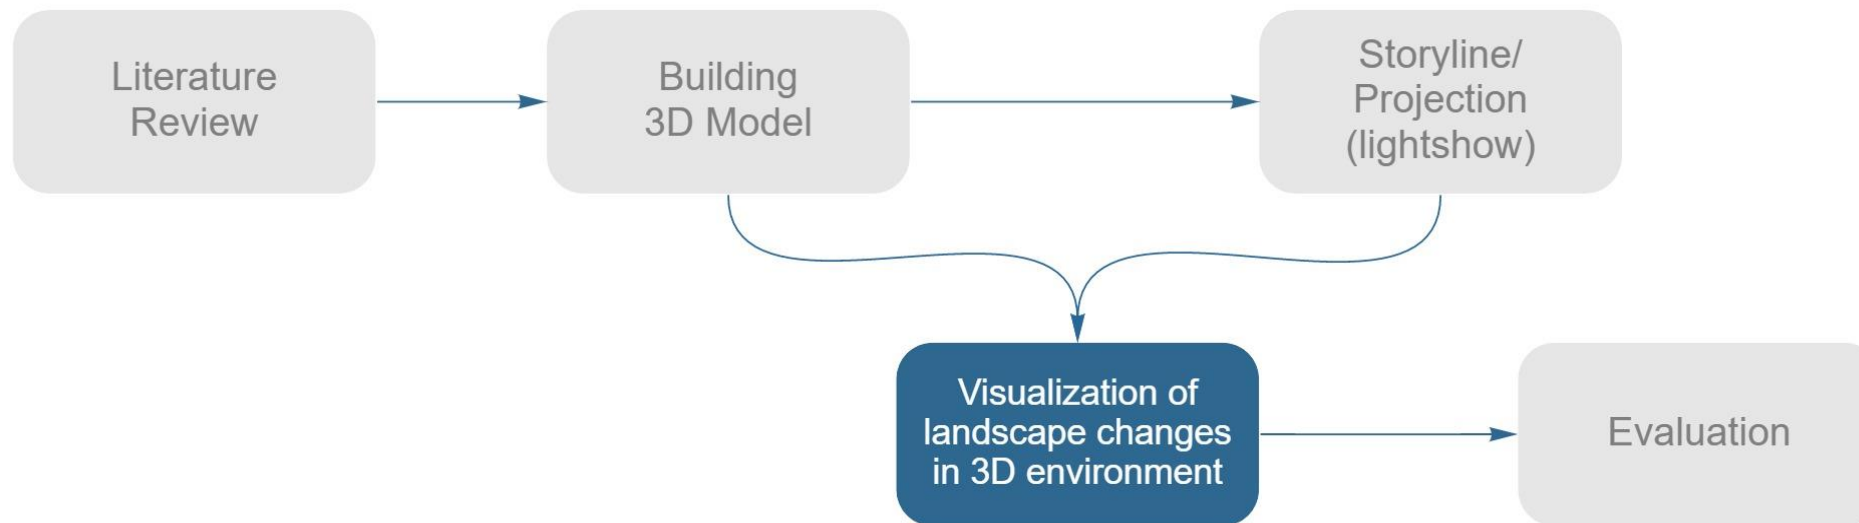 Literature
Review
Building
3D Model
Storyline/
Projection
(lightshow)
Visualization of
landscape changes
in 3D environment
Evaluation